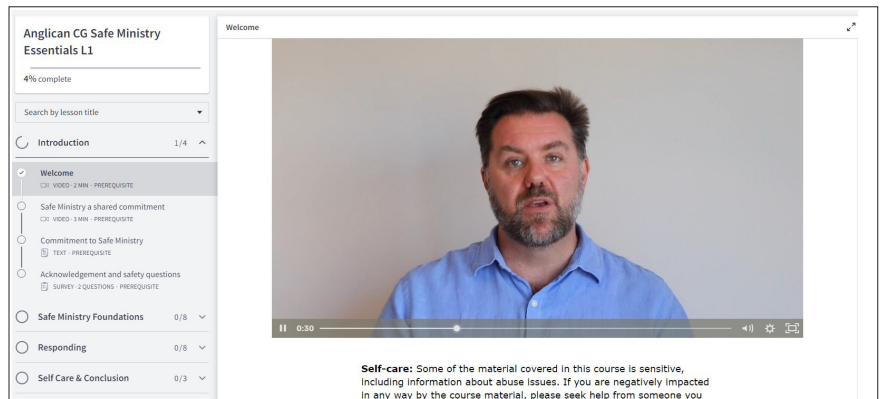 Anglican CG Safe Ministry
Essentials L1
4% complete
Search by lesson title
Introduction 1/4
Welcome
VIDEO · 2 MIN · PREREQUISITE
Safe Ministry a shared commitment
VIDEO · 3 MIN · PREREQUISITE
Commitment to Safe Ministry
TEXT · PREREQUISITE
Acknowledgement and safety questions
SURVEY · 2 QUESTIONS · PREREQUISITE
Safe Ministry Foundations 0/8
Responding 0/8
Self Care & Conclusion 0/3
Welcome
0:30
Self-care: Some of the material covered in this course is sensitive,
including information about abuse issues. If you are negatively impacted
in any way by the course material, please seek help from someone you